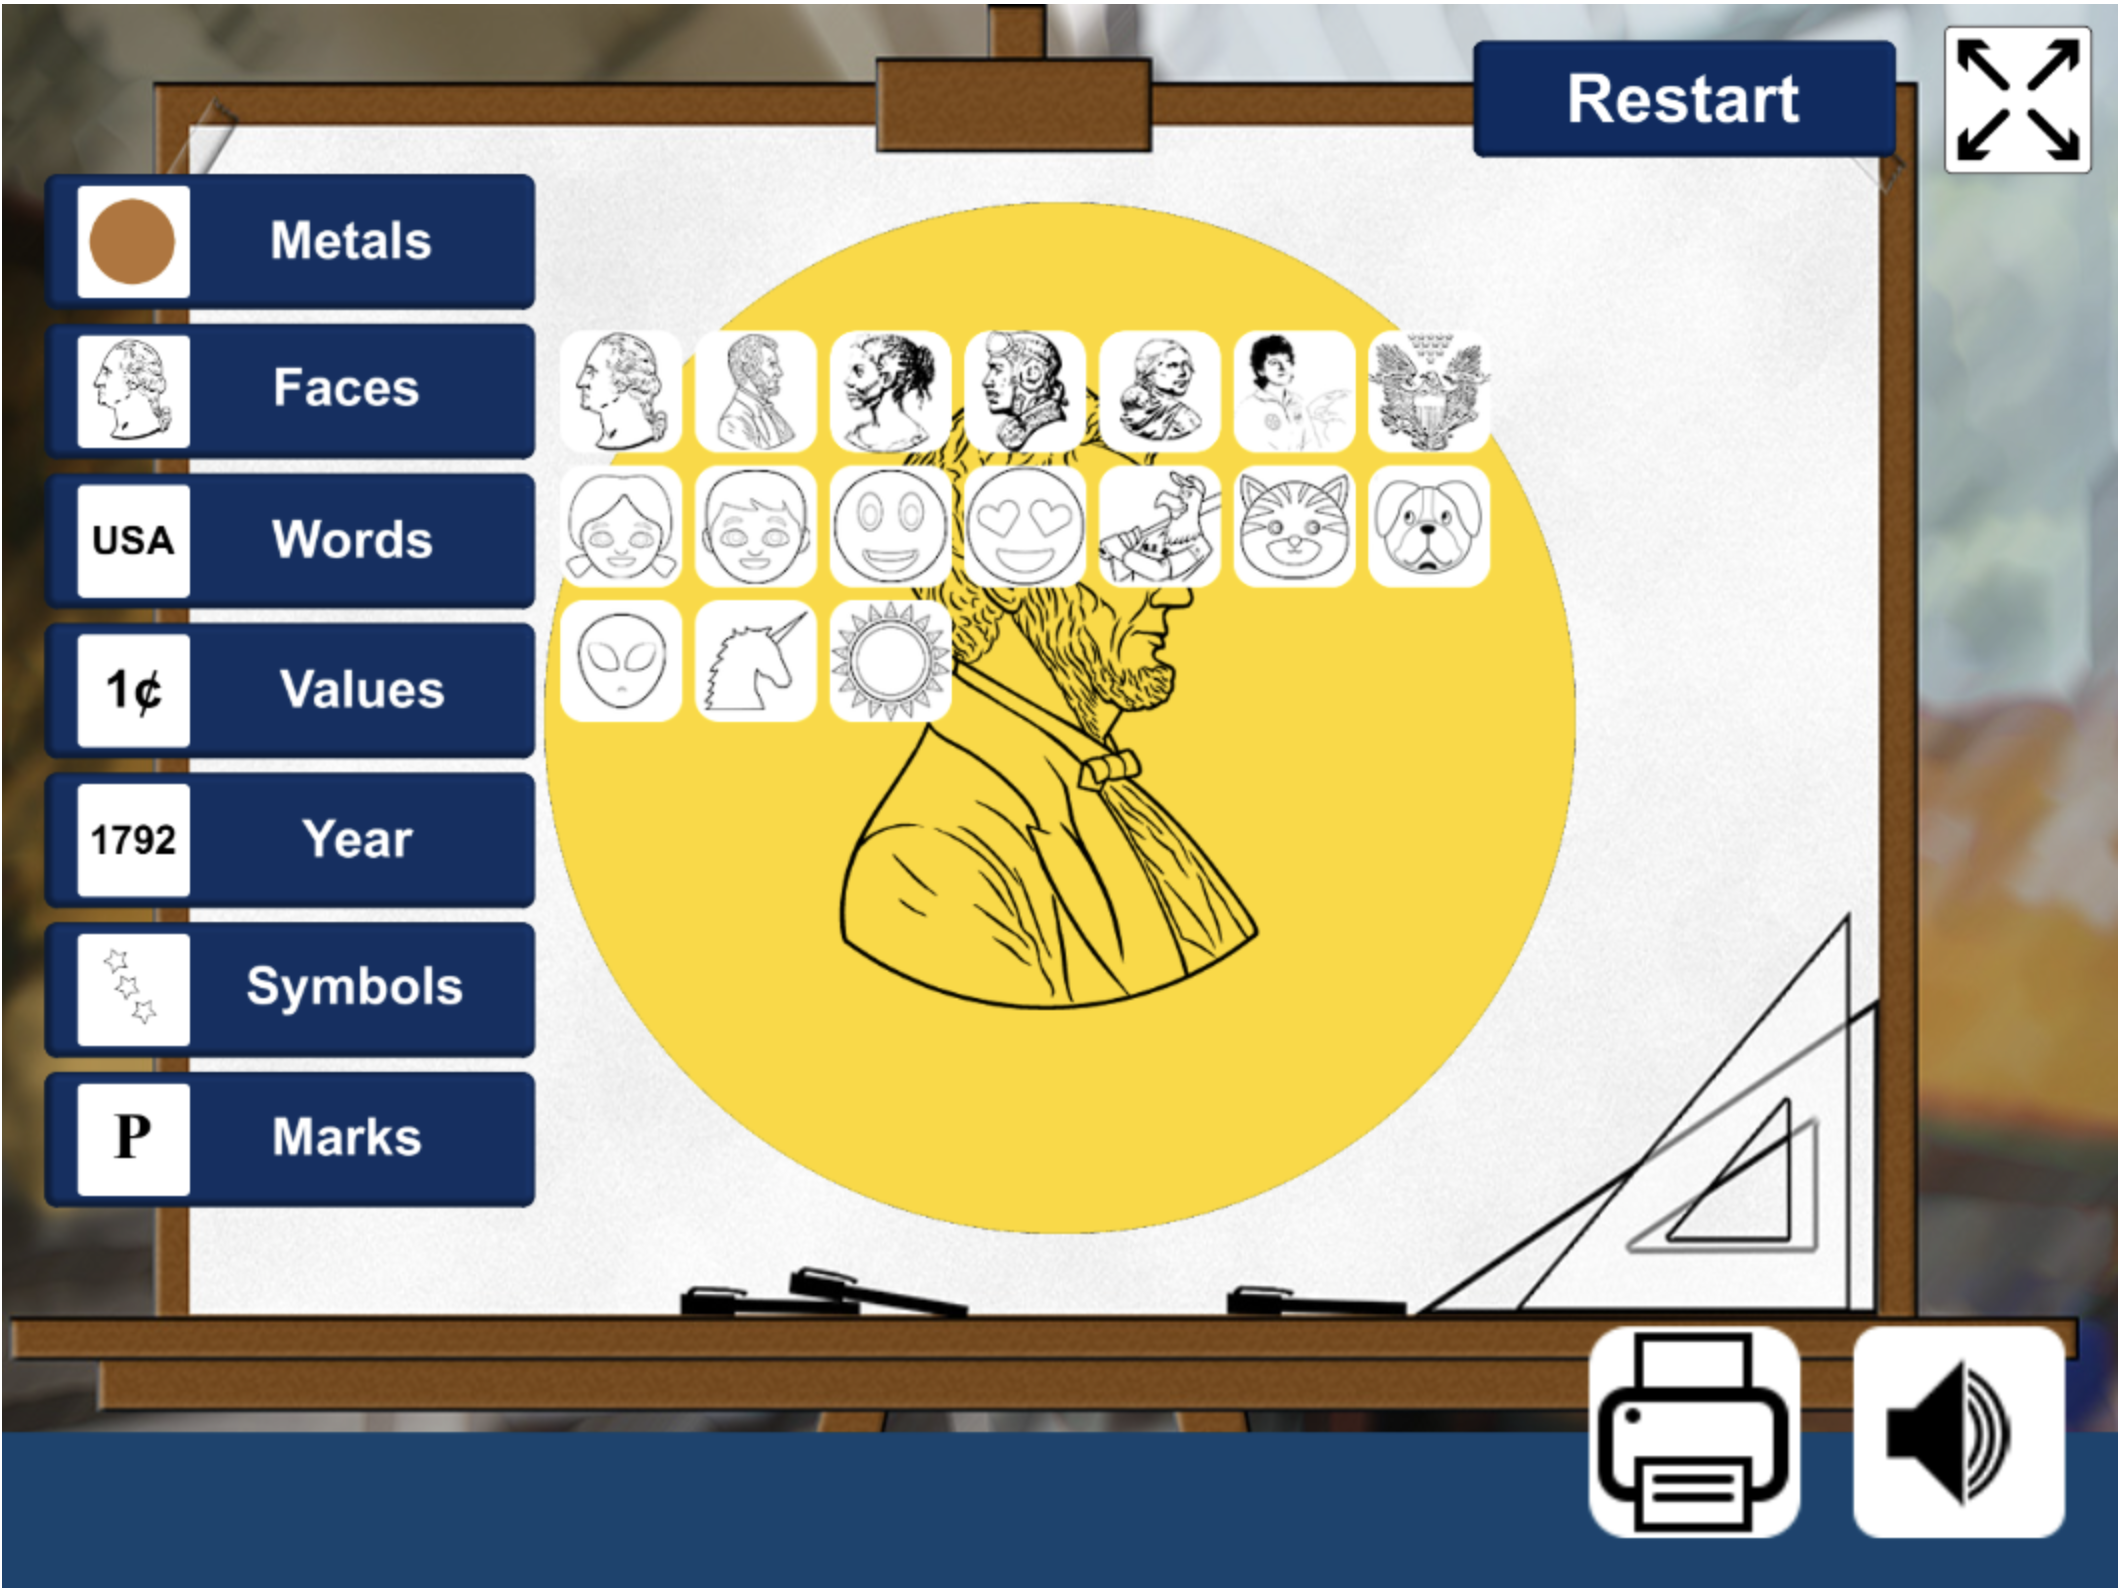 Restart
Metals
Faces
USA Words
1¢ Values
1792 Year
Symbols
P Marks